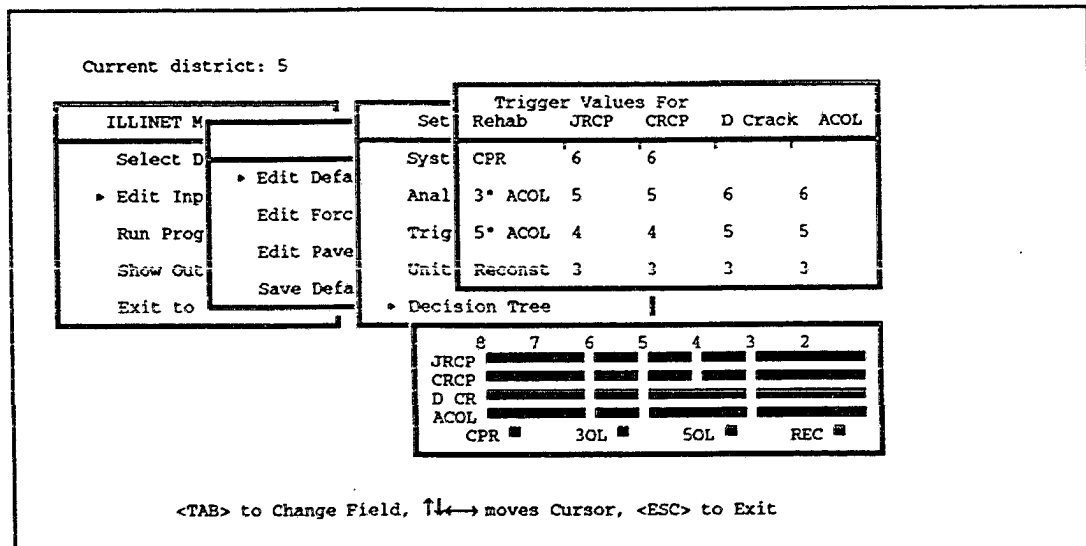 Current district: 5
ILLINET M
Select D
▸ Edit Inp
Run Prog
Show Out
Exit to
▸ Edit Defa
Edit Forc
Edit Pave
Save Defa
Set
Syst
Anal
Trig
Unit
▸ Decision Tree
Trigger Values For
Rehab JRCP CRCP D Crack ACOL
CPR 6 6
3" ACOL 5 5 6 6
5" ACOL 4 4 5 5
Reconst 3 3 3 3
8 7 6 5 4 3 2
JRCP
CRCP
D CR
ACOL
CPR ■ 3OL ■ 5OL ■ REC ■
<TAB> to Change Field, ↑↓←→ moves Cursor, <ESC> to Exit